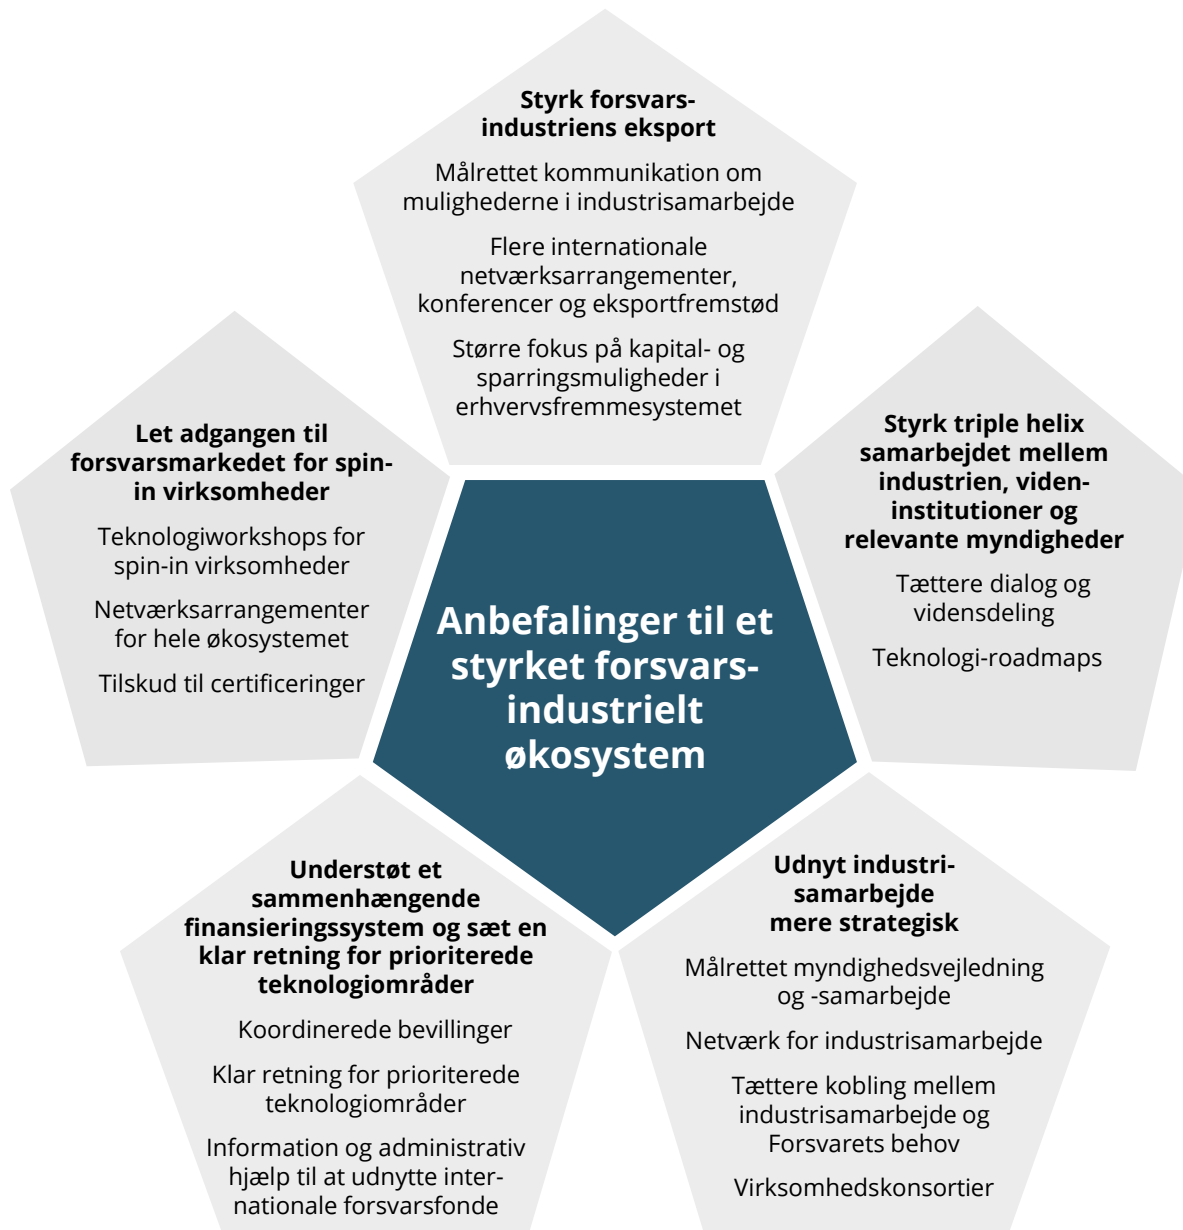 Styrk forsvars-
industriens eksport
Målrettet kommunikation om
mulighederne i industrisamarbejde
Flere internationale
netværksarrangementer,
konferencer og eksportfremstød
Større fokus på kapital- og
sparringsmuligheder i
erhvervsfremmesystemet
Let adgangen til
forsvarsmarkedet for spin-
in virksomheder
Teknologiworkshops for
spin-in virksomheder
Netværksarrangementer
for hele økosystemet
Tilskud til certificeringer
Styrk triple helix
samarbejdet mellem
industrien, viden-
institutioner og
relevante myndigheder
Tættere dialog og
vidensdeling
Teknologi-roadmaps
Anbefalinger til et
styrket forsvars-
industrielt
økosystem
Understøt et
sammenhængende
finansieringssystem og sæt en
klar retning for prioriterede
teknologiområder
Koordinerede bevillinger
Klar retning for prioriterede
teknologiområder
Information og administrativ
hjælp til at udnytte inter-
nationale forsvarsfonde
Udnyt industri-
samarbejde
mere strategisk
Målrettet myndighedsvejledning
og -samarbejde
Netværk for industrisamarbejde
Tættere kobling mellem
industrisamarbejde og
Forsvarets behov
Virksomhedskonsortier